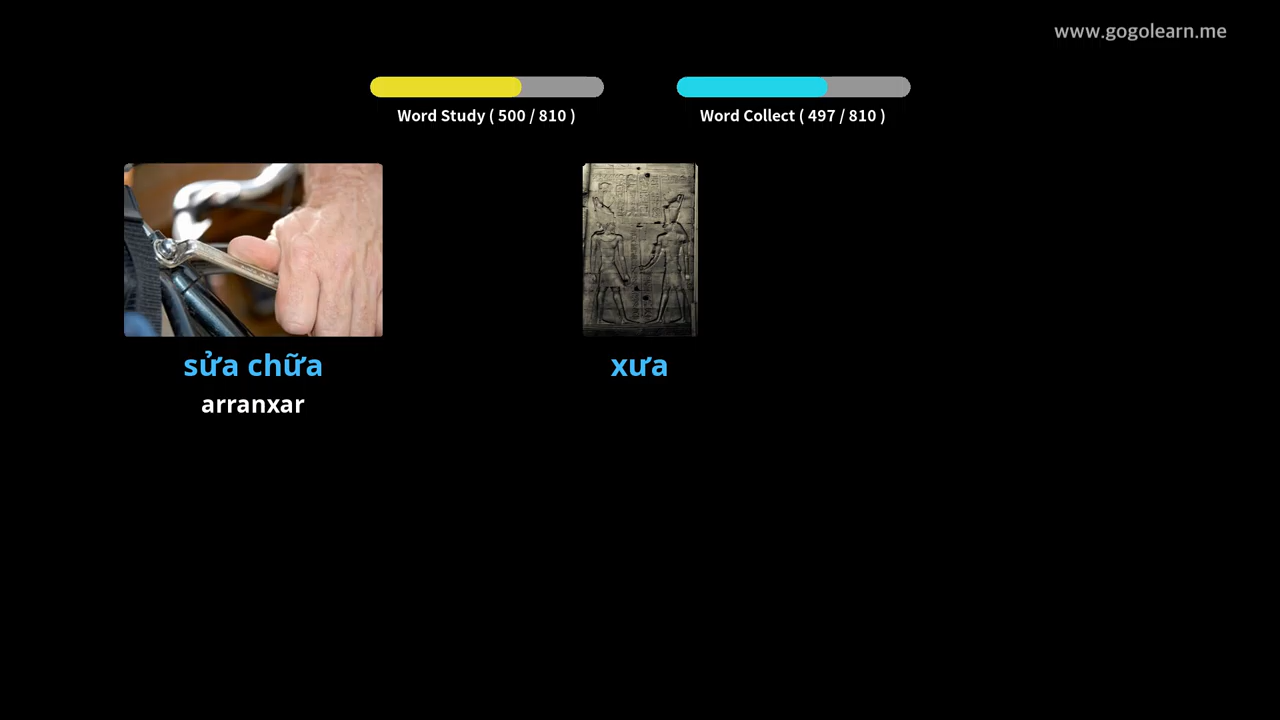 www.gogolearn.me
Word Study ( 500 / 810 )
Word Collect ( 497 / 810 )
sửa chữa
arranxar
xưa